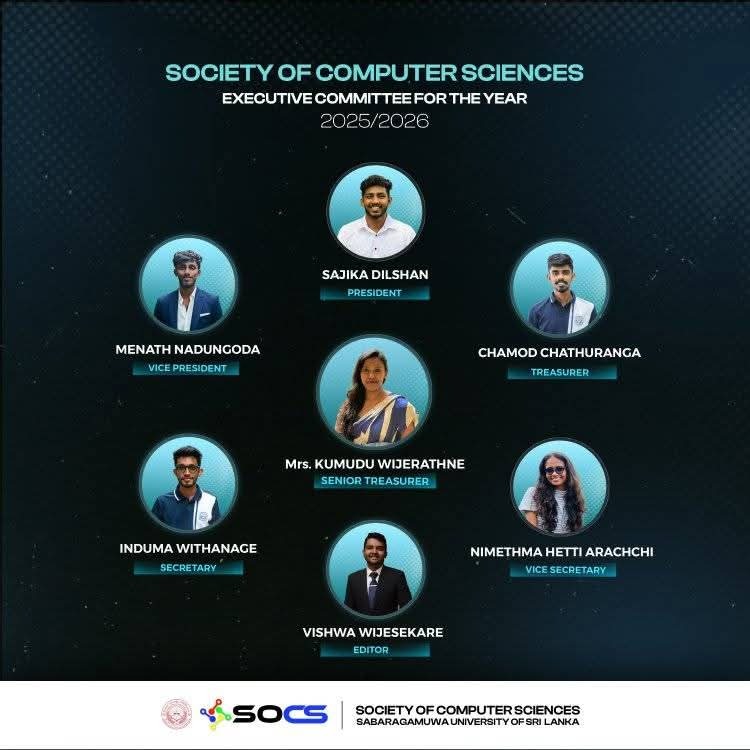 SOCIETY OF COMPUTER SCIENCES
EXECUTIVE COMMITTEE FOR THE YEAR
2025/2026
SAJIKA DILSHAN
PRESIDENT
MENATH NADUNGODA
VICE PRESIDENT
CHAMOD CHATHURANGA
TREASURER
Mrs. KUMUDU WIJERATHNE
SENIOR TREASURER
INDUMA WITHANAGE
SECRETARY
NIMETHMA HETTI ARACHCHI
VICE SECRETARY
VISHWA WIJESEKARE
EDITOR
SOCS
SOCIETY OF COMPUTER SCIENCES
SABARAGAMUWA UNIVERSITY OF SRI LANKA